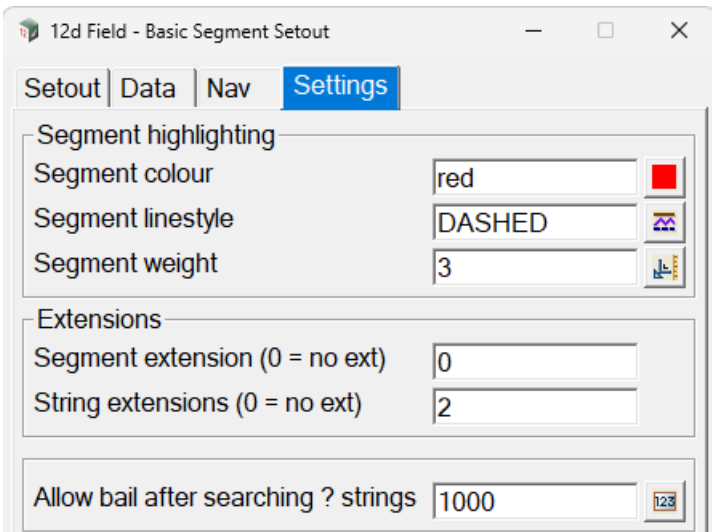 12d Field - Basic Segment Setout
Setout Data Nav Settings
Segment highlighting
Segment colour red
Segment linestyle DASHED
Segment weight 3
Extensions
Segment extension (0 = no ext) 0
String extensions (0 = no ext) 2
Allow bail after searching ? strings 1000 123